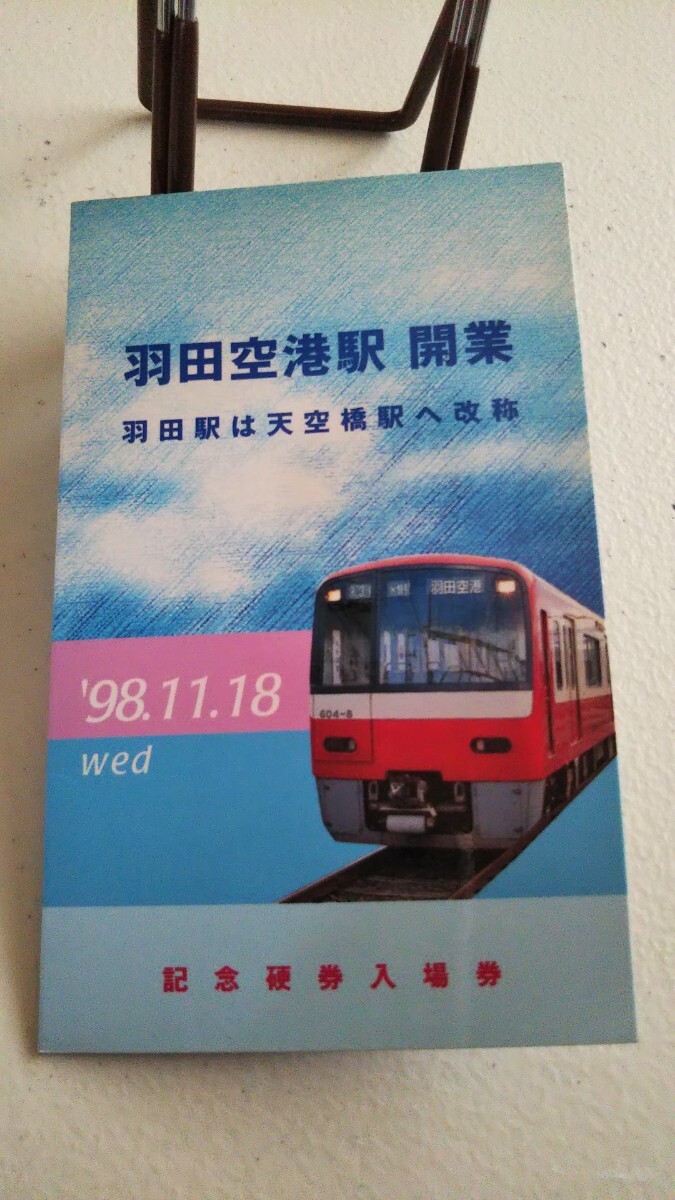 羽田空港駅 開業
羽田駅は天空橋駅へ改称
羽田空港
'98.11.18
604-8
wed
記念硬券入場券